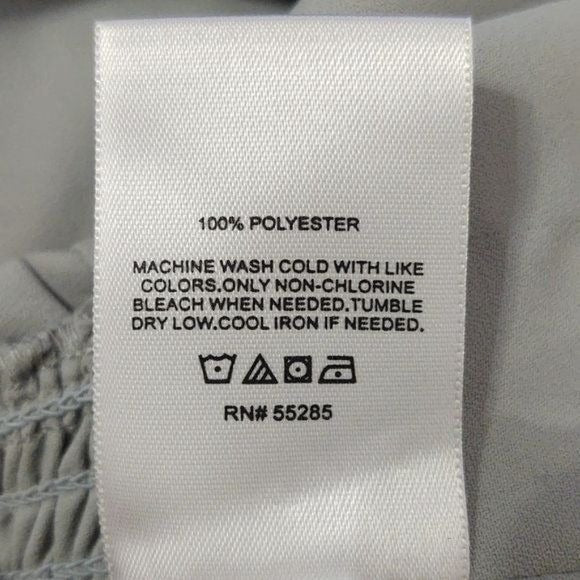 100% POLYESTER
MACHINE WASH COLD WITH LIKE
COLORS.ONLY NON-CHLORINE
BLEACH WHEN NEEDED.TUMBLE
DRY LOW.COOL IRON IF NEEDED.
RN# 55285